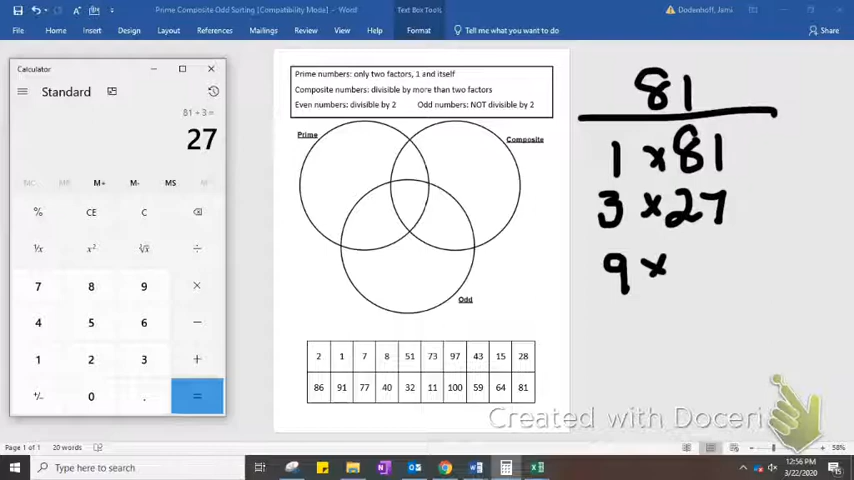 Prime Composite Odd Sorting [Compatibility Mode] - Word
Text Box Tools
Dodenhoff, Jami
File Home Insert Draw Design Layout References Mailings Review View Help Format Tell me what you want to do Share
Calculator
Standard
81 ÷ 3 =
27
MC MR M+ M- MS
% CE C
¹/x x² ²√x ÷
7 8 9 ×
4 5 6 −
1 2 3 +
+/- 0 . =
Prime numbers: only two factors, 1 and itself
Composite numbers: divisible by more than two factors
Even numbers: divisible by 2 Odd numbers: NOT divisible by 2
Prime
Composite
Odd
2 1 7 8 51 73 97 43 15 28
86 91 77 40 32 11 100 59 64 81
81
1 x 81
3 x 27
9 x
Created with Doceri
Page 1 of 1 20 words
58%
Type here to search
12:56 PM
3/22/2020